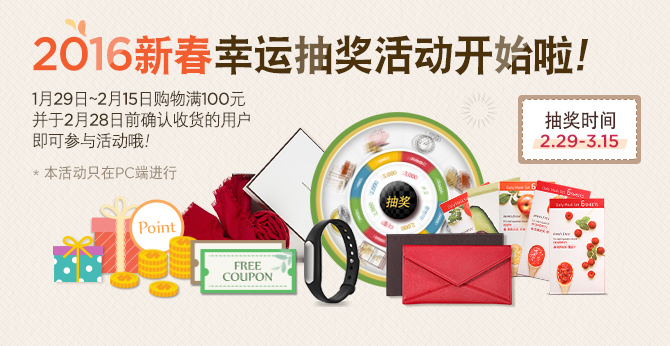 2016新春幸运抽奖活动开始啦!
1月29日~2月15日购物满100元
并于2月28日前确认收货的用户
即可参与活动哦!
* 本活动只在PC端进行
抽奖时间
2.29-3.15
抽奖
Point
FREE
COUPON